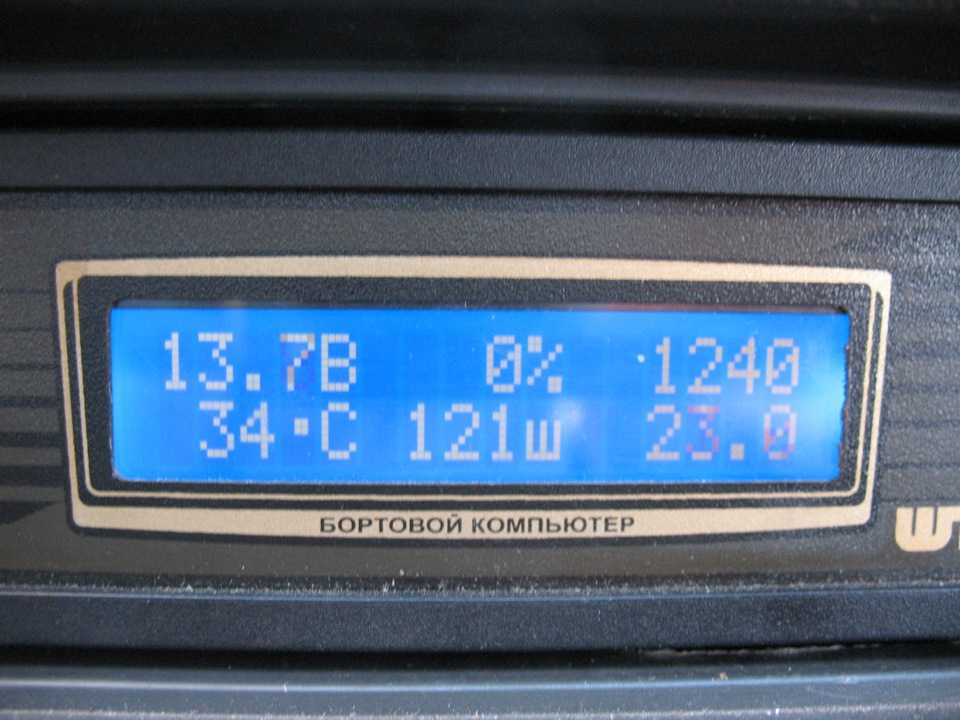 13.7В 0% 1240
34°C 121ш 23.0
БОРТОВОЙ КОМПЬЮТЕР